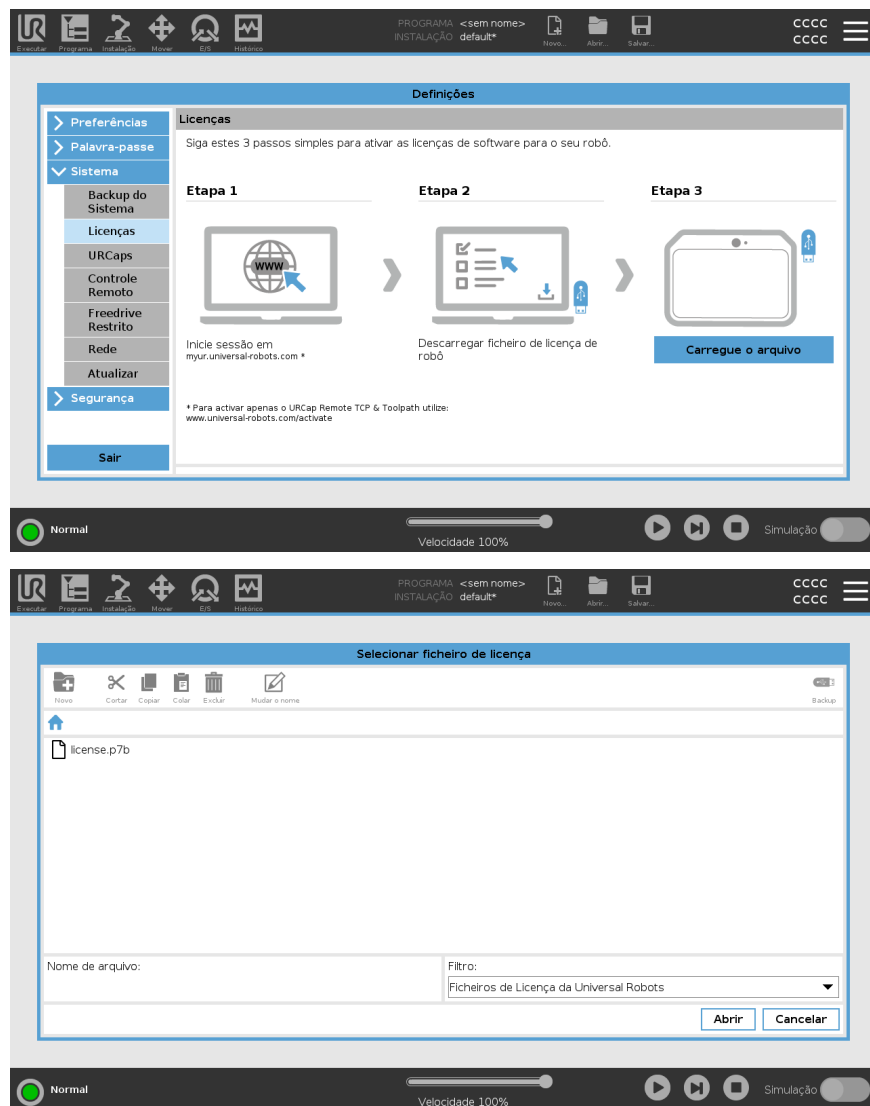 Executar Programa Instalação Mover E/S Histórico
PROGRAMA <sem nome>
INSTALAÇÃO default*
Novo... Abrir... Salvar...
CCCC
CCCC
Definições
Preferências
Palavra-passe
Sistema
Backup do
Sistema
Licenças
URCaps
Controle
Remoto
Freedrive
Restrito
Rede
Atualizar
Segurança
Sair
Licenças
Siga estes 3 passos simples para ativar as licenças de software para o seu robô.
Etapa 1
WWW
Inicie sessão em
myur.universal-robots.com *
Etapa 2
Descarregar ficheiro de licença de
robô
Etapa 3
Carregue o arquivo
* Para activar apenas o URCap Remote TCP & Toolpath utilize:
www.universal-robots.com/activate
Normal
Velocidade 100%
Simulação
Executar Programa Instalação Mover E/S Histórico
PROGRAMA <sem nome>
INSTALAÇÃO default*
Novo... Abrir... Salvar...
CCCC
CCCC
Selecionar ficheiro de licença
Novo Cortar Copiar Colar Excluir Mudar o nome Backup
license.p7b
Nome de arquivo:
Filtro:
Ficheiros de Licença da Universal Robots
Abrir Cancelar
Normal
Velocidade 100%
Simulação